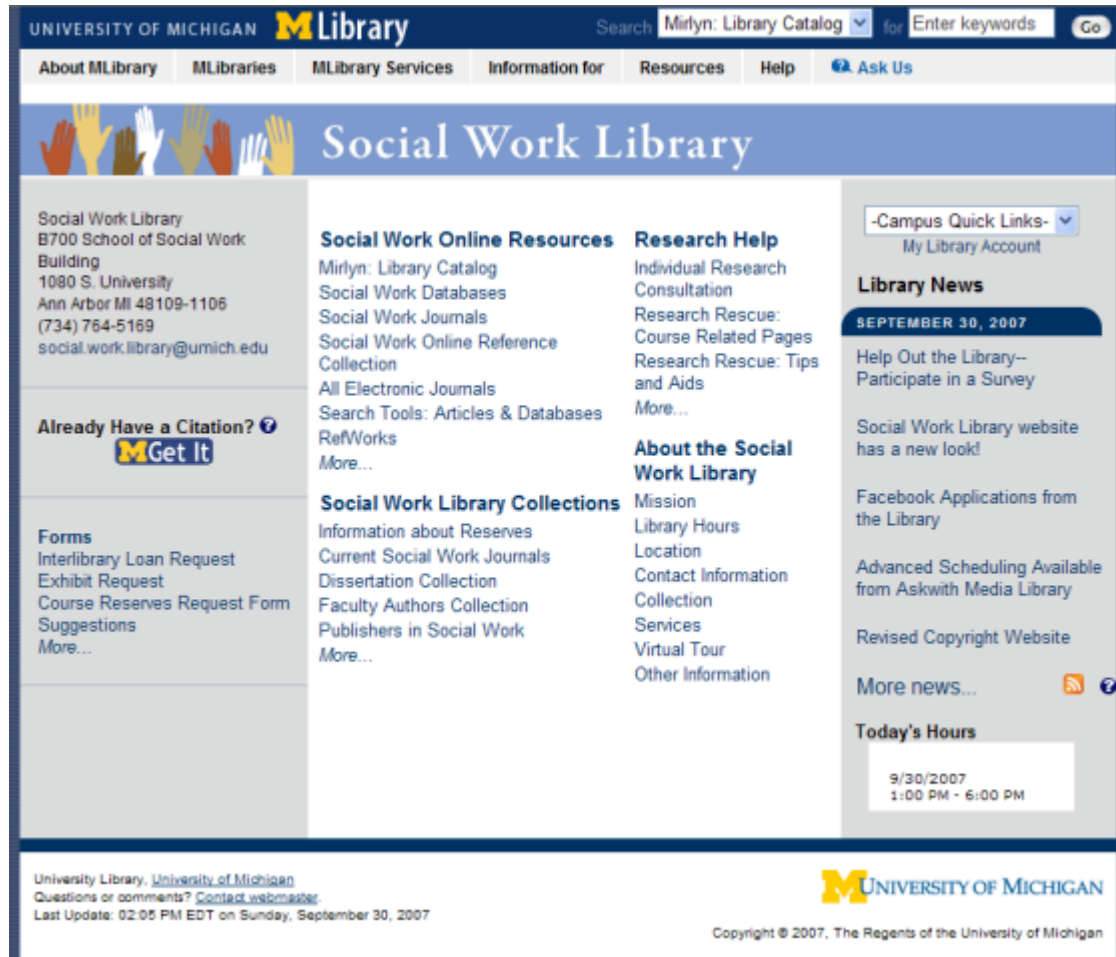 UNIVERSITY OF MICHIGAN M Library Search Mirlyn: Library Catalog for Enter keywords Go
About MLibrary MLibraries MLibrary Services Information for Resources Help Ask Us
Social Work Library
Social Work Library
B700 School of Social Work
Building
1080 S. University
Ann Arbor MI 48109-1106
(734) 764-5169
social.work.library@umich.edu
Already Have a Citation?
MGet It
Forms
Interlibrary Loan Request
Exhibit Request
Course Reserves Request Form
Suggestions
More...
Social Work Online Resources
Mirlyn: Library Catalog
Social Work Databases
Social Work Journals
Social Work Online Reference
Collection
All Electronic Journals
Search Tools: Articles & Databases
RefWorks
More...
Social Work Library Collections
Information about Reserves
Current Social Work Journals
Dissertation Collection
Faculty Authors Collection
Publishers in Social Work
More...
Research Help
Individual Research
Consultation
Research Rescue:
Course Related Pages
Research Rescue: Tips
and Aids
More...
About the Social
Work Library
Mission
Library Hours
Location
Contact Information
Collection
Services
Virtual Tour
Other Information
-Campus Quick Links-
My Library Account
Library News
SEPTEMBER 30, 2007
Help Out the Library--
Participate in a Survey
Social Work Library website
has a new look!
Facebook Applications from
the Library
Advanced Scheduling Available
from Askwith Media Library
Revised Copyright Website
More news...
Today's Hours
9/30/2007
1:00 PM - 6:00 PM
University Library, University of Michigan
Questions or comments? Contact webmaster.
Last Update: 02:05 PM EDT on Sunday, September 30, 2007
M UNIVERSITY OF MICHIGAN
Copyright © 2007, The Regents of the University of Michigan